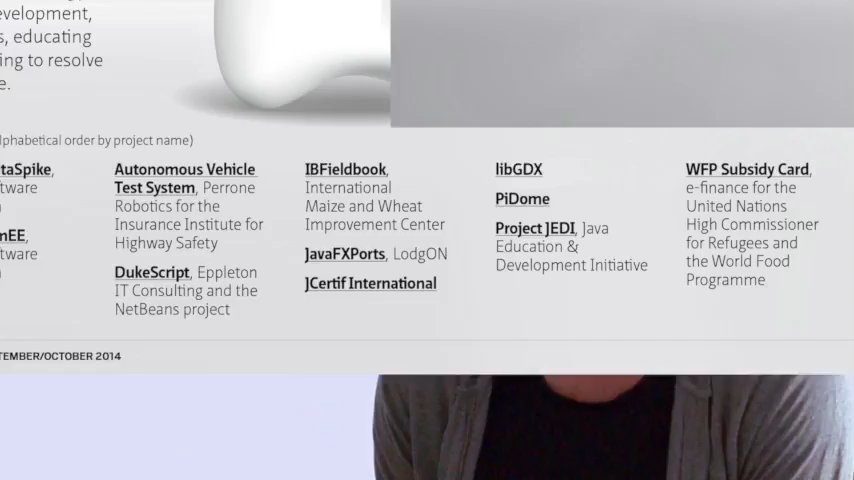 evelopment,
s, educating
ing to resolve
e.
lphabetical order by project name)
taSpike,
tware
nEE,
tware
Autonomous Vehicle
Test System, Perrone
Robotics for the
Insurance Institute for
Highway Safety
DukeScript, Eppleton
IT Consulting and the
NetBeans project
IBFieldbook,
International
Maize and Wheat
Improvement Center
JavaFXPorts, LodgON
JCertif International
libGDX
PiDome
Project JEDI, Java
Education &
Development Initiative
WFP Subsidy Card,
e-finance for the
United Nations
High Commissioner
for Refugees and
the World Food
Programme
TEMBER/OCTOBER 2014